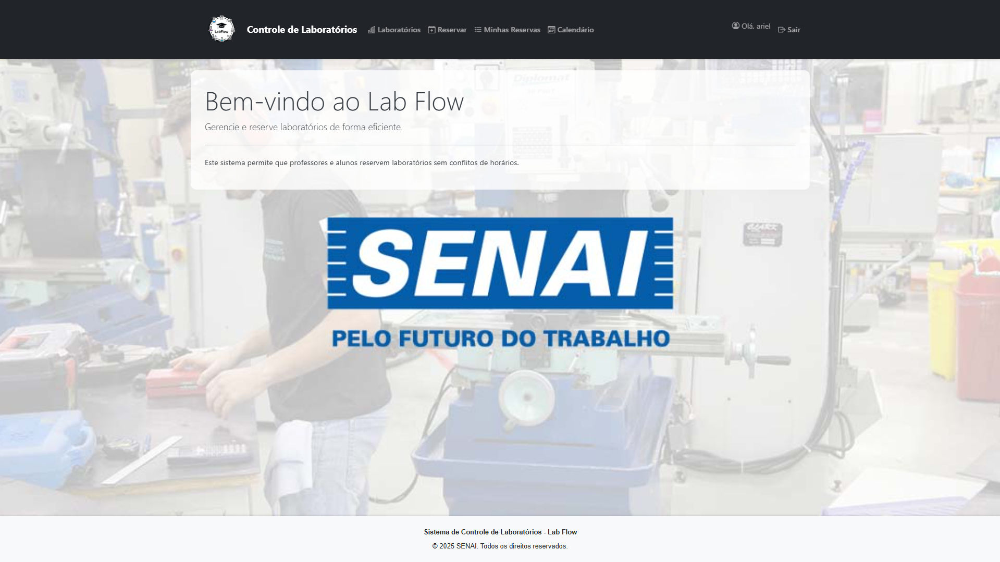 LabFlow
Controle de Laboratórios
Laboratórios
Reservar
Minhas Reservas
Calendário
Olá, ariel
Sair
Diplomat
Bem-vindo ao Lab Flow
Gerencie e reserve laboratórios de forma eficiente.
Este sistema permite que professores e alunos reservem laboratórios sem conflitos de horários.
CLARK
SENAI
PELO FUTURO DO TRABALHO
Sistema de Controle de Laboratórios - Lab Flow
© 2025 SENAI. Todos os direitos reservados.